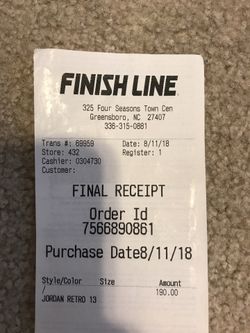 FINISH LINE
325 Four Seasons Town Cen
Greensboro, NC 27407
336-315-0881
Trans #: 69959 Date: 8/11/18
Store: 432 Register: 1
Cashier: 0304730
Customer:
FINAL RECEIPT
Order Id
7566890861
Purchase Date8/11/18
Style/Color Size Amount
/ 190.00
JORDAN RETRO 13